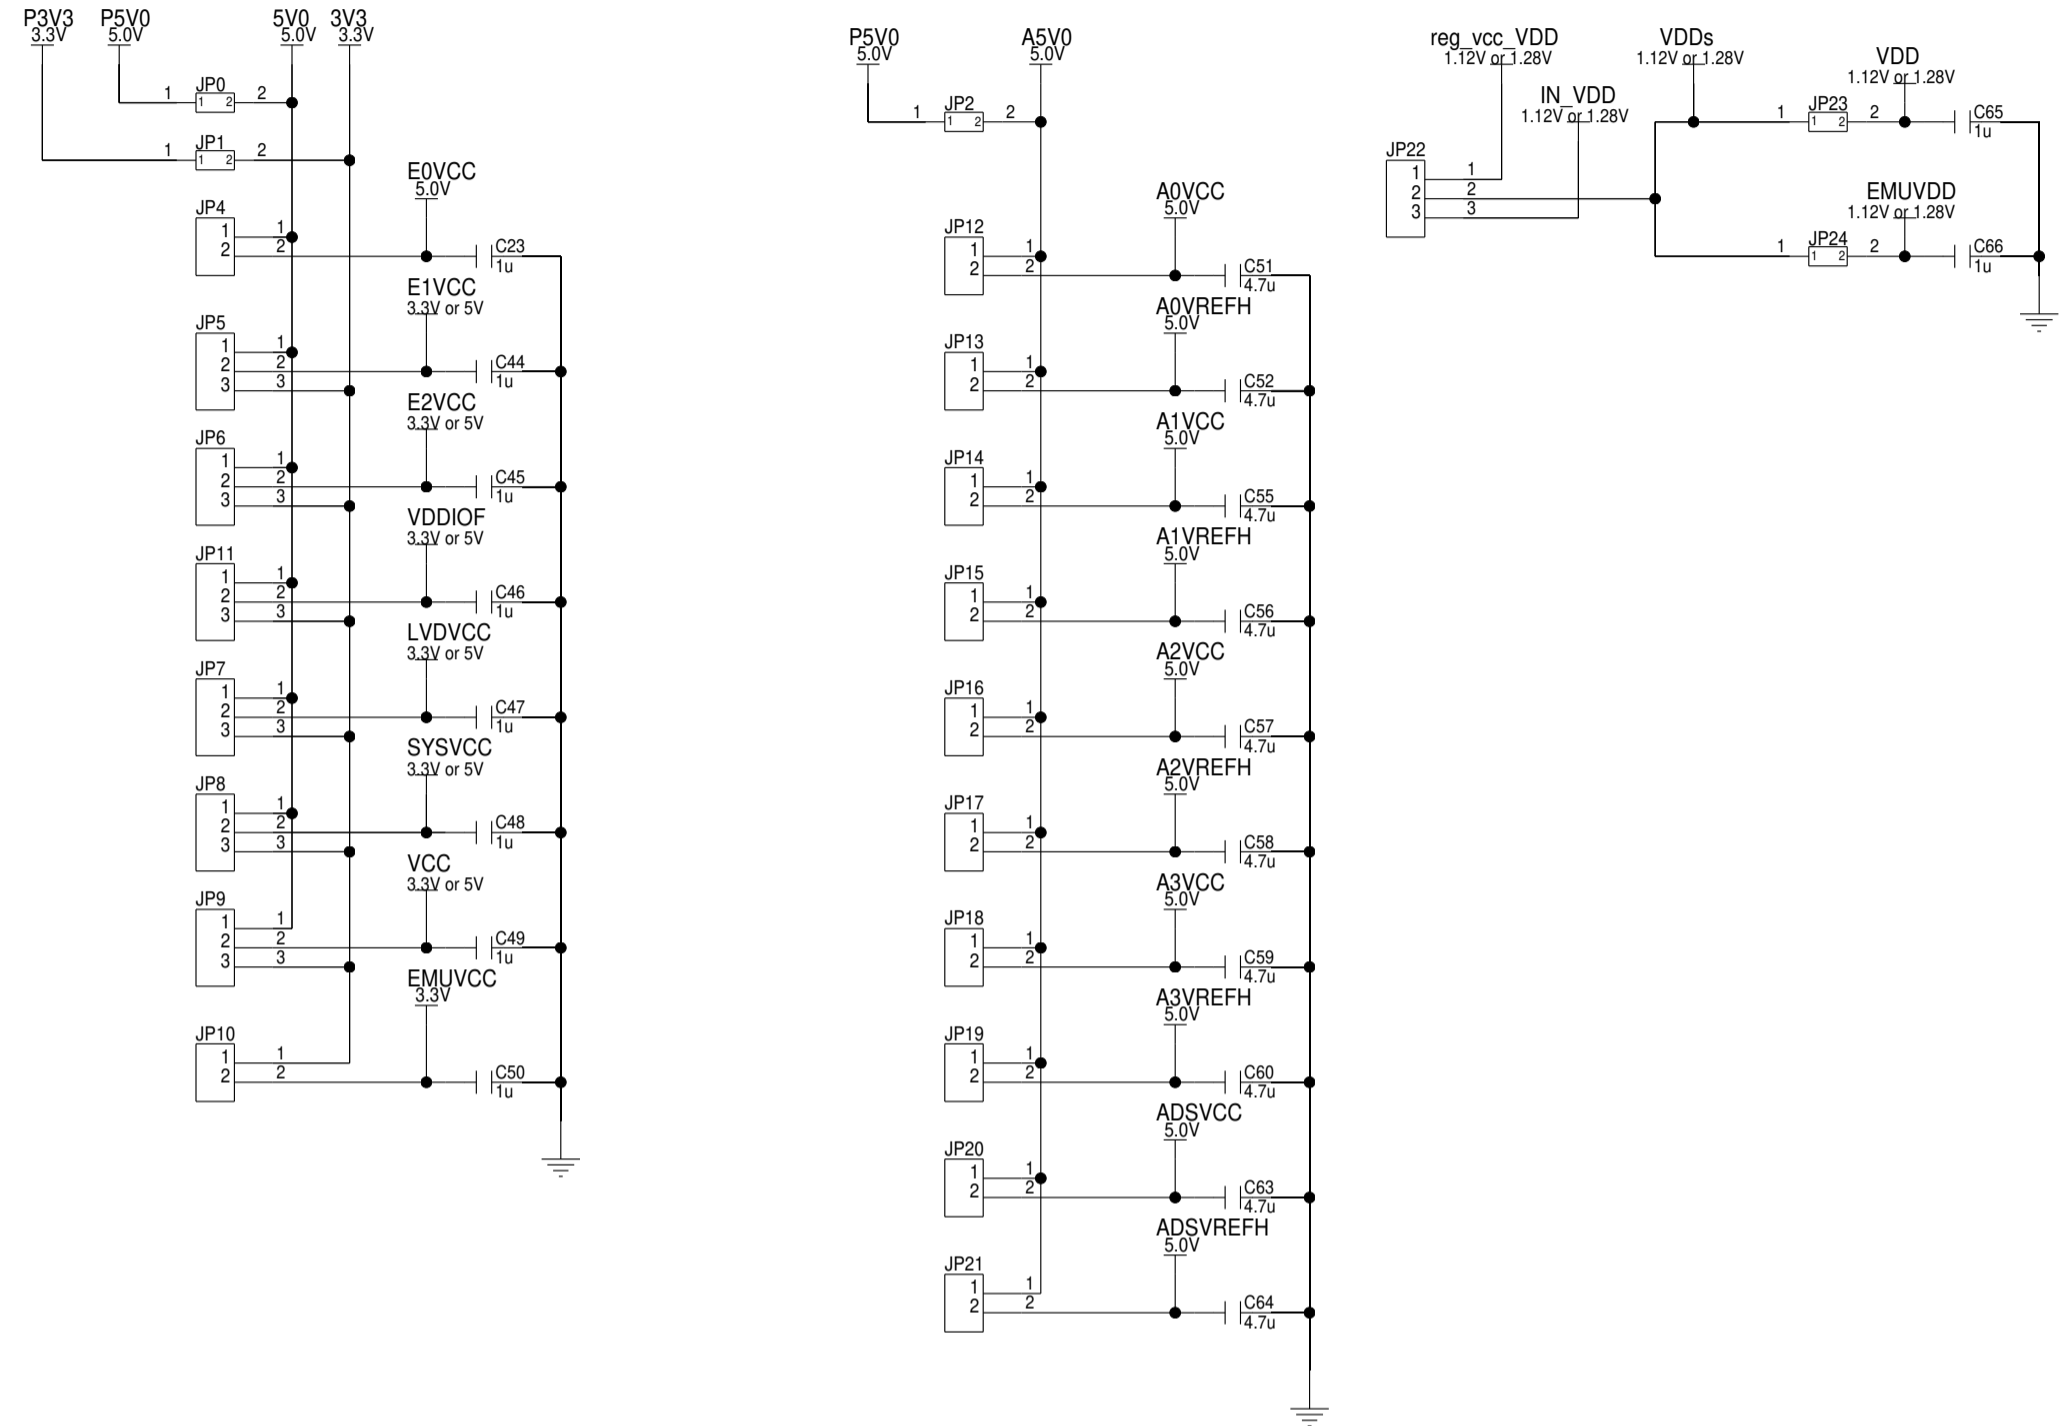 P3V3 P5V0 5V0 3V3
3.3V 5.0V 5.0V 3.3V
JP0
1 1 2 2
JP1
1 1 2 2
E0VCC
5.0V
JP4
1 1
2 2
C23
1u
E1VCC
3.3V or 5V
JP5
1 1
2 2
3 3
C44
1u
E2VCC
3.3V or 5V
JP6
1 1
2 2
3 3
C45
1u
VDDIOF
3.3V or 5V
JP11
1 1
2 2
3 3
C46
1u
LVDVCC
3.3V or 5V
JP7
1 1
2 2
3 3
C47
1u
SYSVCC
3.3V or 5V
JP8
1 1
2 2
3 3
C48
1u
VCC
3.3V or 5V
JP9
1 1
2 2
3 3
C49
1u
EMUVCC
3.3V
JP10
1 1
2 2
C50
1u
P5V0 A5V0
5.0V 5.0V
JP2
1 1 2 2
A0VCC
5.0V
JP12
1 1
2 2
C51
4.7u
A0VREFH
5.0V
JP13
1 1
2 2
C52
4.7u
A1VCC
5.0V
JP14
1 1
2 2
C55
4.7u
A1VREFH
5.0V
JP15
1 1
2 2
C56
4.7u
A2VCC
5.0V
JP16
1 1
2 2
C57
4.7u
A2VREFH
5.0V
JP17
1 1
2 2
C58
4.7u
A3VCC
5.0V
JP18
1 1
2 2
C59
4.7u
A3VREFH
5.0V
JP19
1 1
2 2
C60
4.7u
ADSVCC
5.0V
JP20
1 1
2 2
C63
4.7u
ADSVREFH
5.0V
JP21
1 1
2 2
C64
4.7u
reg_vcc_VDD
1.12V or 1.28V
IN_VDD
1.12V or 1.28V
JP22
1 1
2 2
3 3
VDDs
1.12V or 1.28V
VDD
1.12V or 1.28V
JP23
1 1 2 2
C65
1u
EMUVDD
1.12V or 1.28V
JP24
1 1 2 2
C66
1u